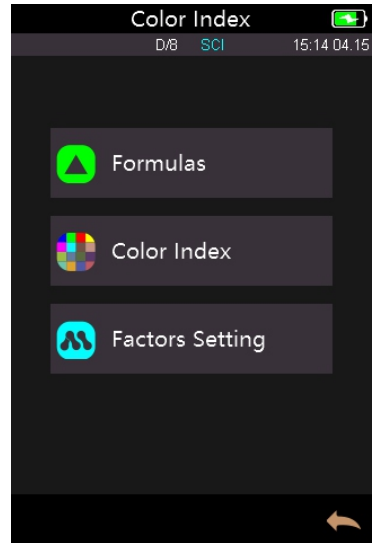 Color Index
D/8 SCI 15:14 04.15
Formulas
Color Index
Factors Setting